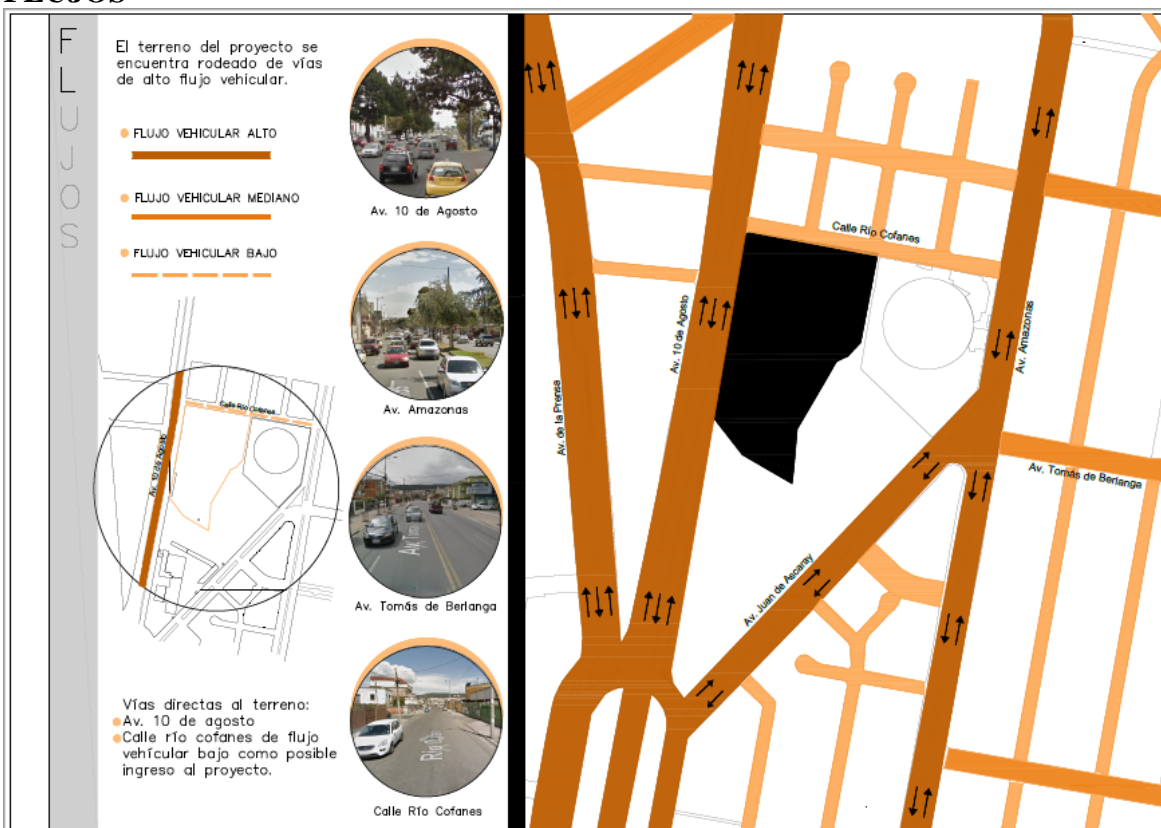 FLUJOS
FLUJOS
El terreno del proyecto se
encuentra rodeado de vías
de alto flujo vehicular.
FLUJO VEHICULAR ALTO
FLUJO VEHICULAR MEDIANO
FLUJO VEHICULAR BAJO
Calle Río Cofanes
Av. 10 de Agosto
Vías directas al terreno:
Av. 10 de agosto
Calle río cofanes de flujo
vehícular bajo como posible
ingreso al proyecto.
Av. 10 de Agosto
Av. Amazonas
Av. Tomás de Berlanga
Calle Río Cofanes
Calle Río Cofanes
Av. 10 de Agosto
Av. Amazonas
Av. de la Prensa
Av. Tomás de Berlanga
Av. Juan de Ascaray